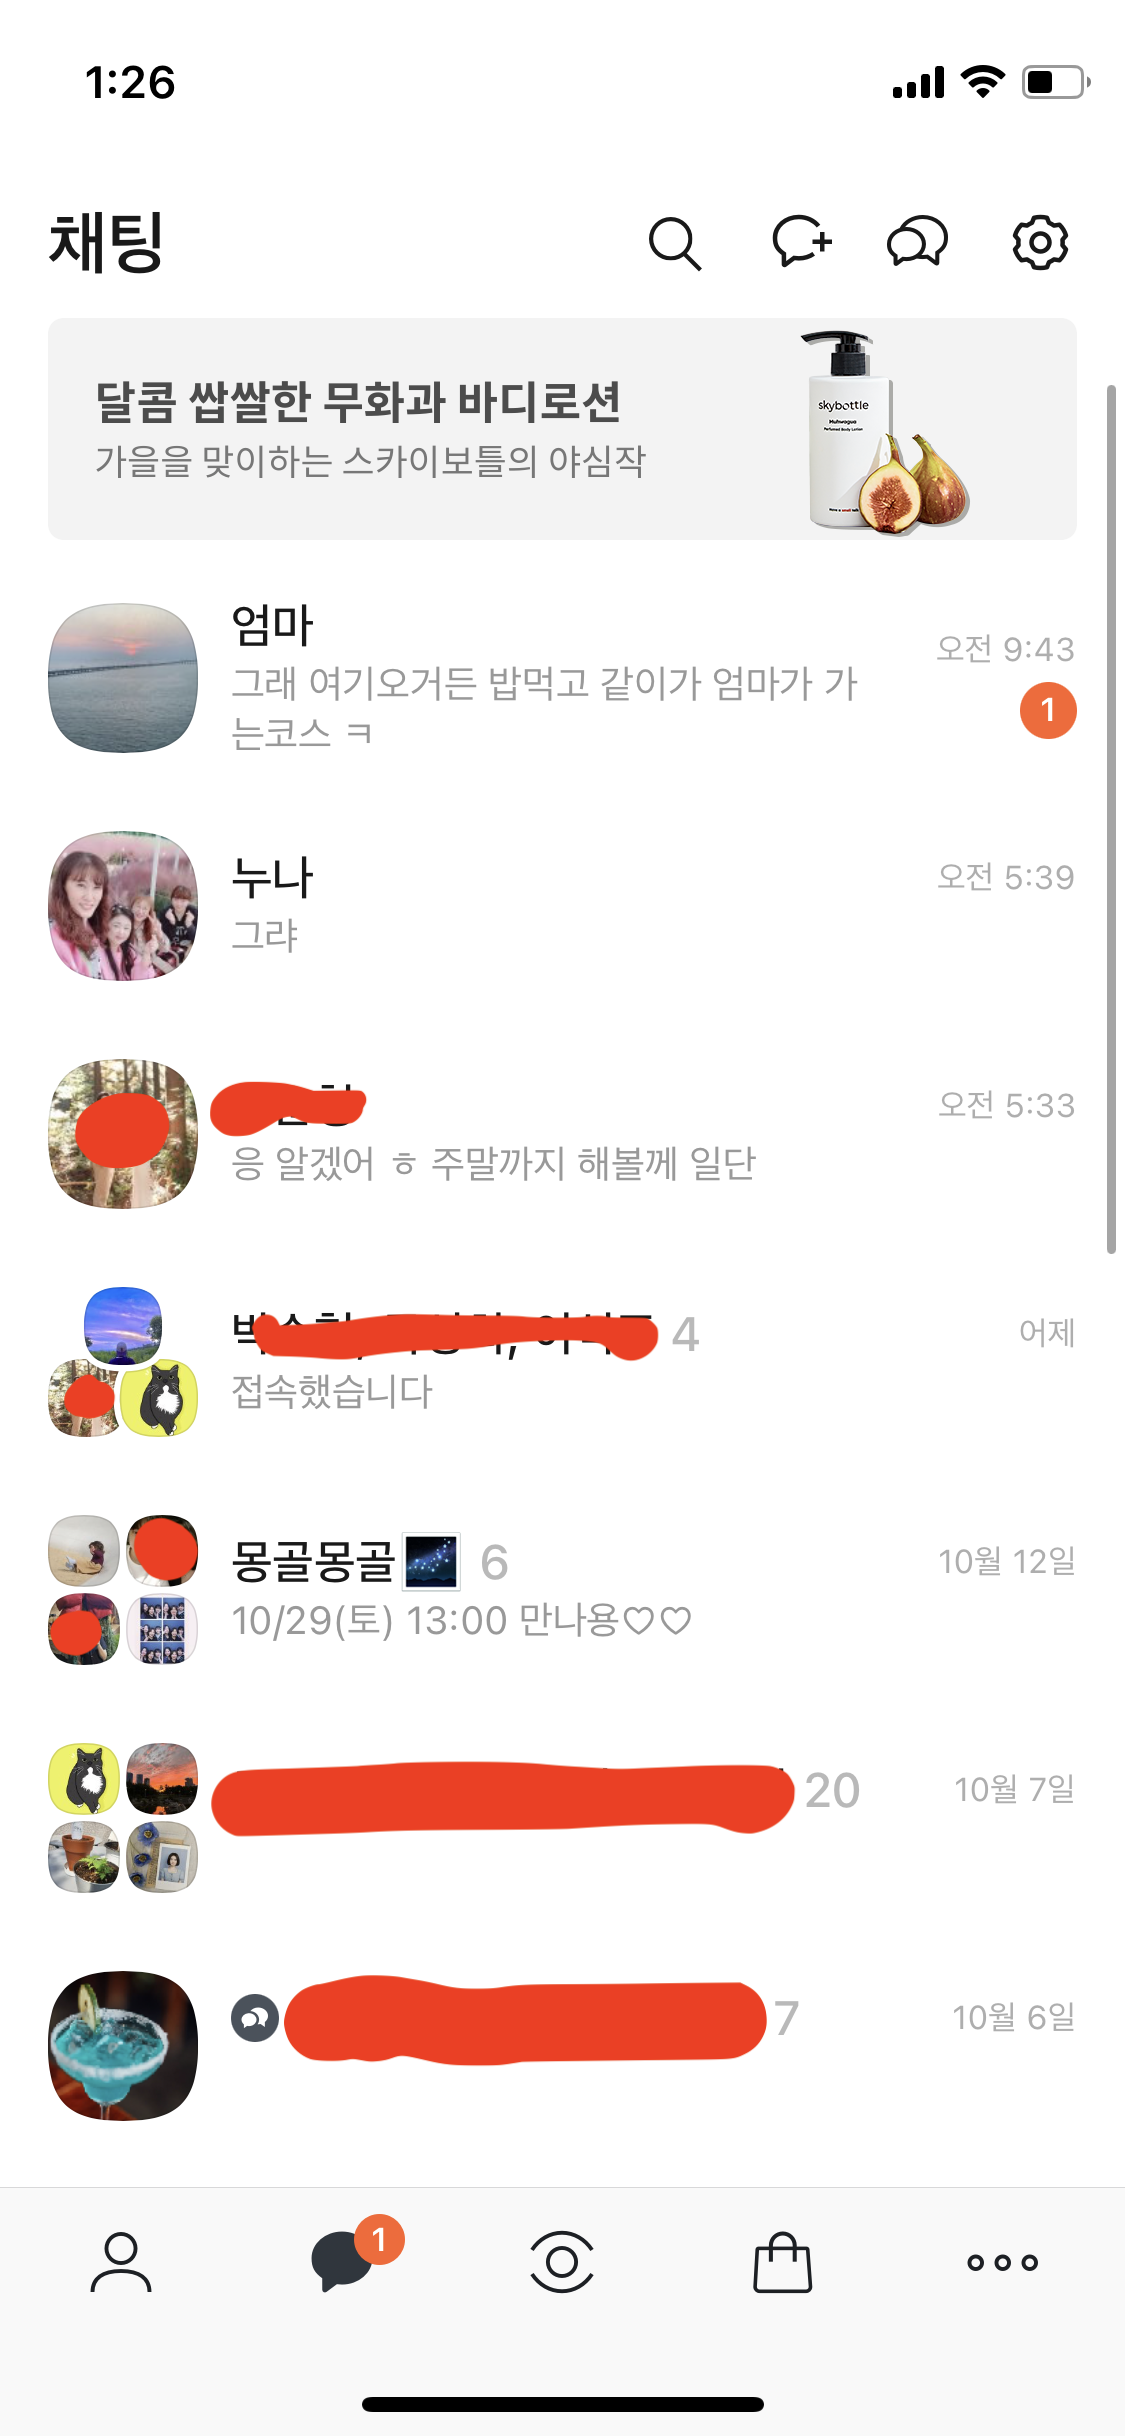 1:26
채팅
달콤 쌉쌀한 무화과 바디로션
가을을 맞이하는 스카이보틀의 야심작
skybottle
Muhwagua
Perfumed Body Lotion
엄마
오전 9:43
그래 여기오거든 밥먹고 같이가 엄마가 가
는코스 ㅋ
1
누나
오전 5:39
그랴
오전 5:33
응 알겠어 ㅎ 주말까지 해볼께 일단
4
어제
접속했습니다
몽골몽골 6
10월 12일
10/29(토) 13:00 만나용♡♡
20
10월 7일
7
10월 6일
1